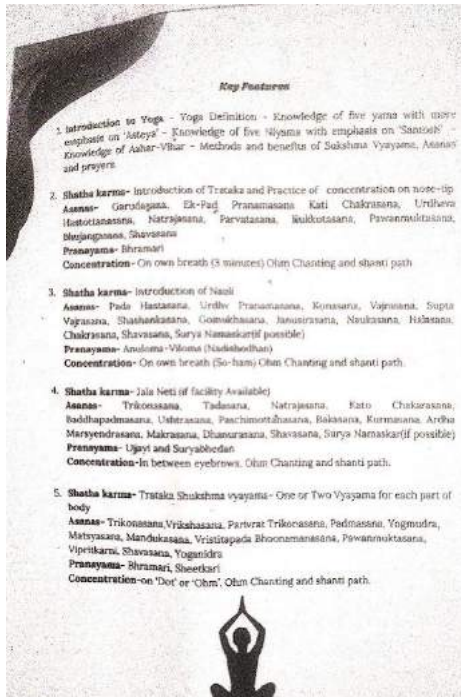 Key Features
1. Introduction to Yoga - Yoga Definition - Knowledge of five yama with more
emphasis on 'Asteya' - Knowledge of five Niyama with emphasis on 'Santosh' -
Knowledge of Aahar-Vihar - Methods and benefits of Sukshma Vyayama, Asanas
and prayers.
2. Shatha karma- Introduction of Trataka and Practice of concentration on nose-tip
Asanas- Garudasana, Ek-Pad Pranamasana Kati Chakrasana, Urdhava
Hastottanasana, Natrajasana, Parvatasana, Kukkutasana, Pawanmuktasana,
Bhujangasana, Shavasana
Pranayama- Bhramari
Concentration- On own breath (3 minutes) Ohm Chanting and shanti path
3. Shatha karma- Introduction of Nauli
Asanas- Pada Hastasana, Urdhv Pranamasana, Konasana, Vajrasana, Supta
Vajrasana, Shashankasana, Gomukhasana, Janusirasana, Naukasana, Halasana,
Chakrasana, Shavasana, Surya Namaskar(if possible)
Pranayama- Anuloma-Viloma (Nadishodhan)
Concentration- On own breath (So-ham) Ohm Chanting and shanti path.
4. Shatha karma- Jala Neti (if facility Available)
Asanas- Trikonasana, Tadasana, Natrajasana, Kato Chakarasana,
Baddhapadmasana, Ushtrasana, Paschimottanasana, Bakasana, Kurmasana, Ardha
Marsyendrasana, Makrasana, Dhanurasana, Shavasana, Surya Namaskar(if possible)
Pranayama- Ujjayi and Suryabhedan
Concentration-In between eyebrows. Ohm Chanting and shanti path.
5. Shatha karma- Trataka Shukshma vyayama- One or Two Vyayama for each part of
body
Asanas- Trikonasana,Vrikshasana, Parivrat Trikonasana, Padmasana, Yogmudra,
Matsyasana, Mandukasana, Vristitapada Bhoonamanasana, Pawanmuktasana,
Vipritkarni, Shavasana, Yoganidra
Pranayama- Bhramari, Sheetkari
Concentration-on 'Dot' or 'Ohm'. Ohm Chanting and shanti path.